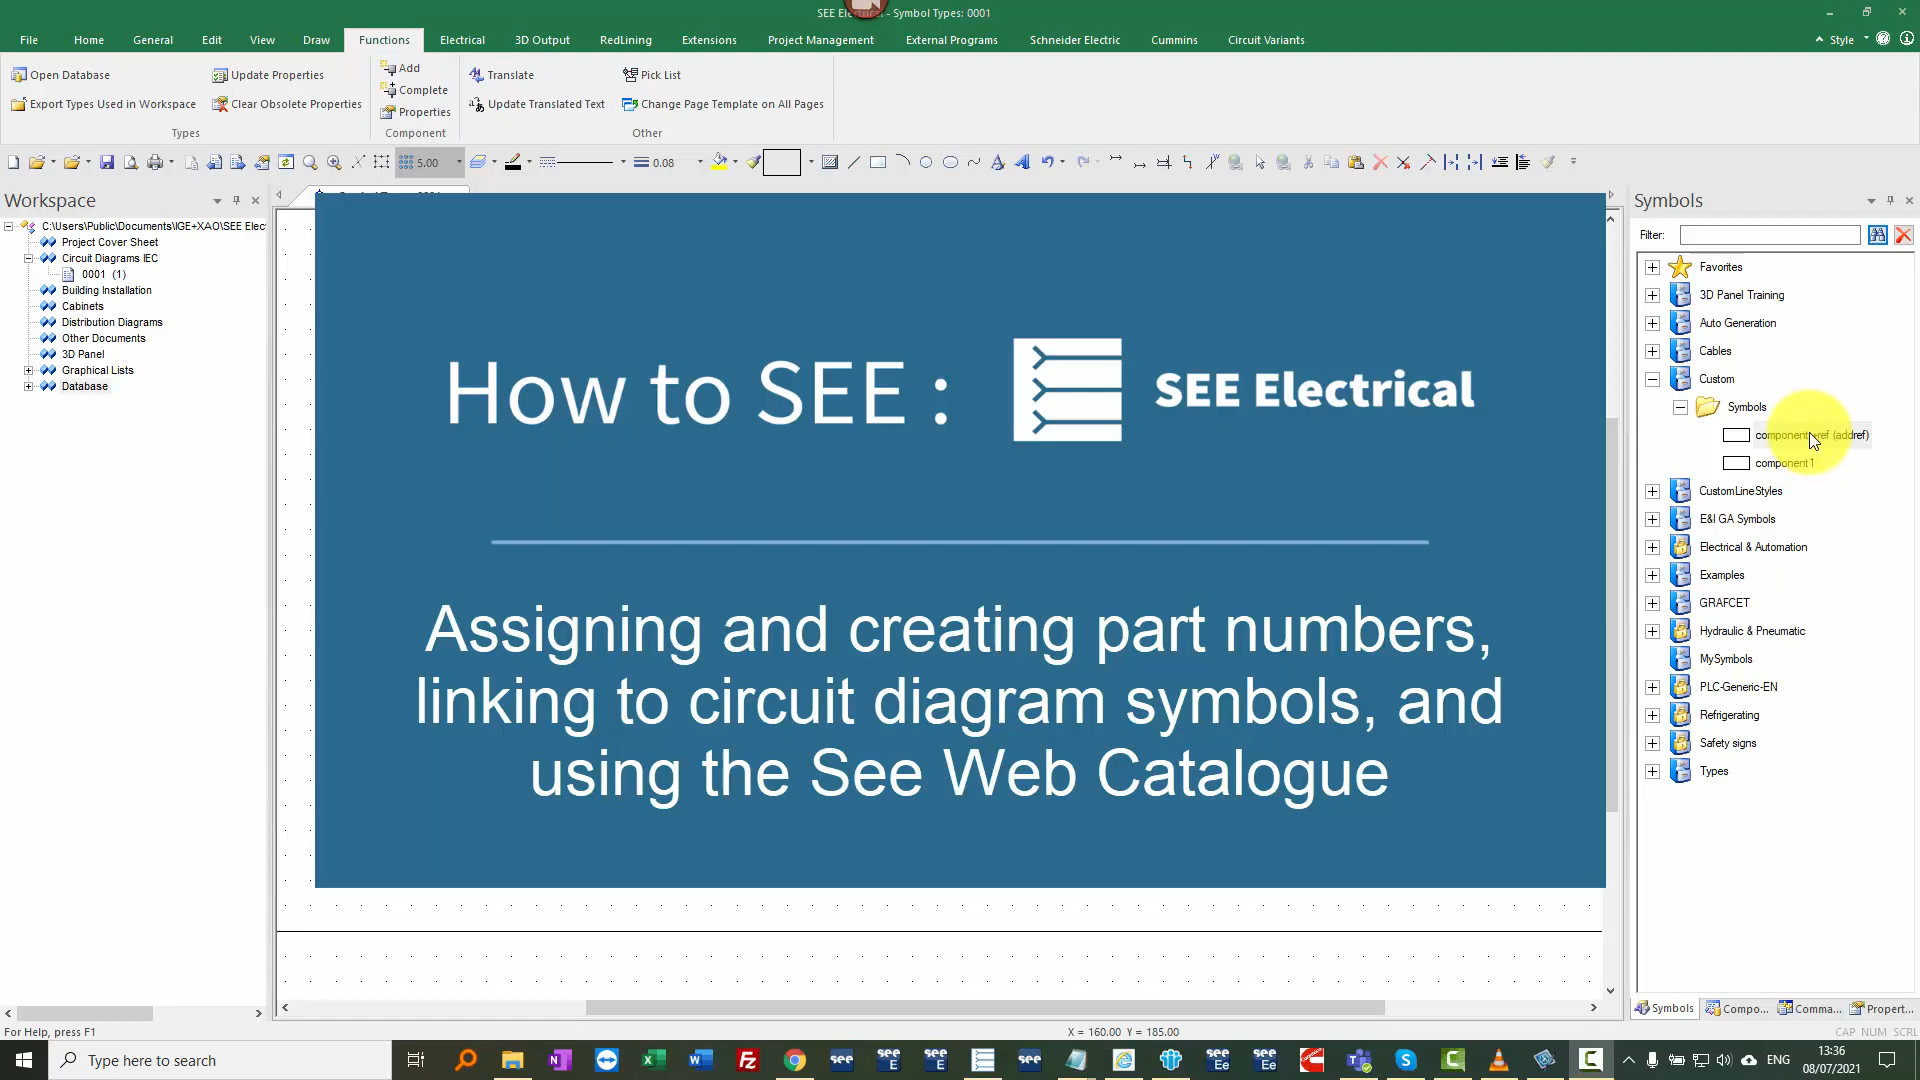 SEE Electrical - Symbol Types: 0001
File Home General Edit View Draw Functions Electrical 3D Output RedLining Extensions Project Management External Programs Schneider Electric Cummins Circuit Variants Style
Open Database Update Properties Add Translate Pick List
Complete
Export Types Used in Workspace Clear Obsolete Properties Update Translated Text Change Page Template on All Pages
Properties
Types Component Other
5.00 0.08
Workspace
C:\Users\Public\Documents\IGE+XAO\SEE Elect
Project Cover Sheet
Circuit Diagrams IEC
0001 (1)
Building Installation
Cabinets
Distribution Diagrams
Other Documents
3D Panel
Graphical Lists
Database
How to SEE :
SEE Electrical
Assigning and creating part numbers,
linking to circuit diagram symbols, and
using the See Web Catalogue
Symbols
Filter:
Favorites
3D Panel Training
Auto Generation
Cables
Custom
Symbols
(addref)
component1
CustomLineStyles
E&I GA Symbols
Electrical & Automation
Examples
GRAFCET
Hydraulic & Pneumatic
MySymbols
PLC-Generic-EN
Refrigerating
Safety signs
Types
Symbols Compo... Comma... Propert...
For Help, press F1
X = 160.00 Y = 185.00
CAP NUM SCRL
Type here to search
ENG
13:36
08/07/2021